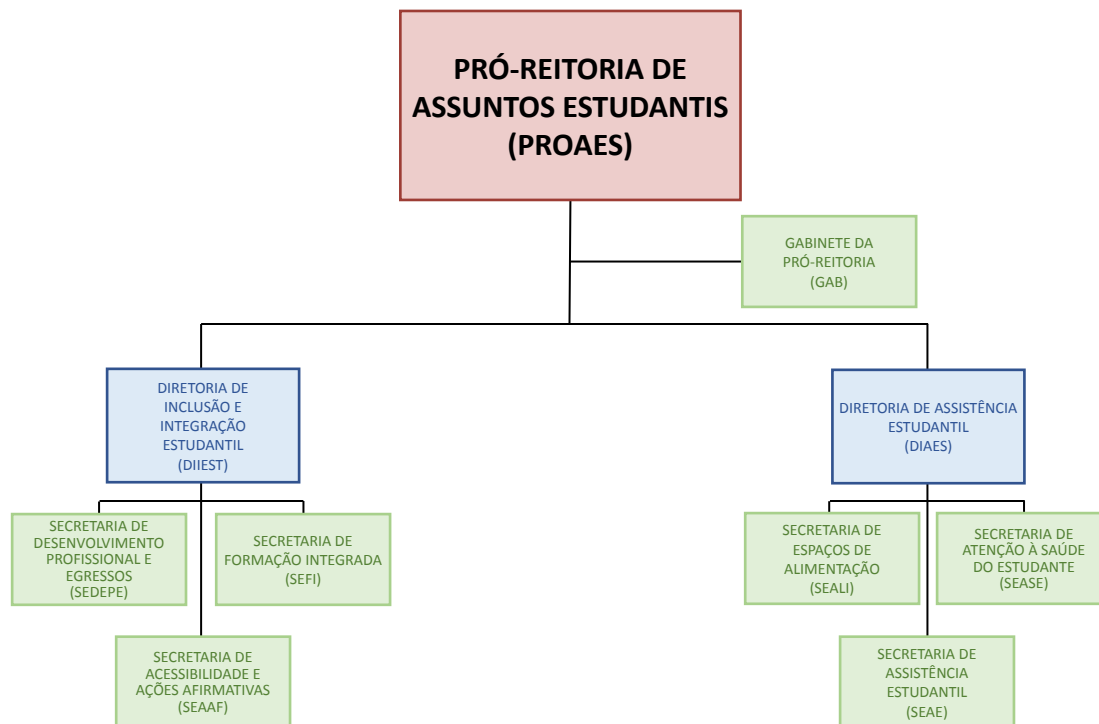 PRÓ-REITORIA DE
ASSUNTOS ESTUDANTIS
(PROAES)
GABINETE DA
PRÓ-REITORIA
(GAB)
DIRETORIA DE
INCLUSÃO E
INTEGRAÇÃO
ESTUDANTIL
(DIIEST)
DIRETORIA DE ASSISTÊNCIA
ESTUDANTIL
(DIAES)
SECRETARIA DE
DESENVOLVIMENTO
PROFISSIONAL E
EGRESSOS
(SEDEPE)
SECRETARIA DE
FORMAÇÃO INTEGRADA
(SEFI)
SECRETARIA DE
ESPAÇOS DE
ALIMENTAÇÃO
(SEALI)
SECRETARIA DE
ATENÇÃO À SAÚDE
DO ESTUDANTE
(SEASE)
SECRETARIA DE
ACESSIBILIDADE E
AÇÕES AFIRMATIVAS
(SEAAF)
SECRETARIA DE
ASSISTÊNCIA
ESTUDANTIL
(SEAE)